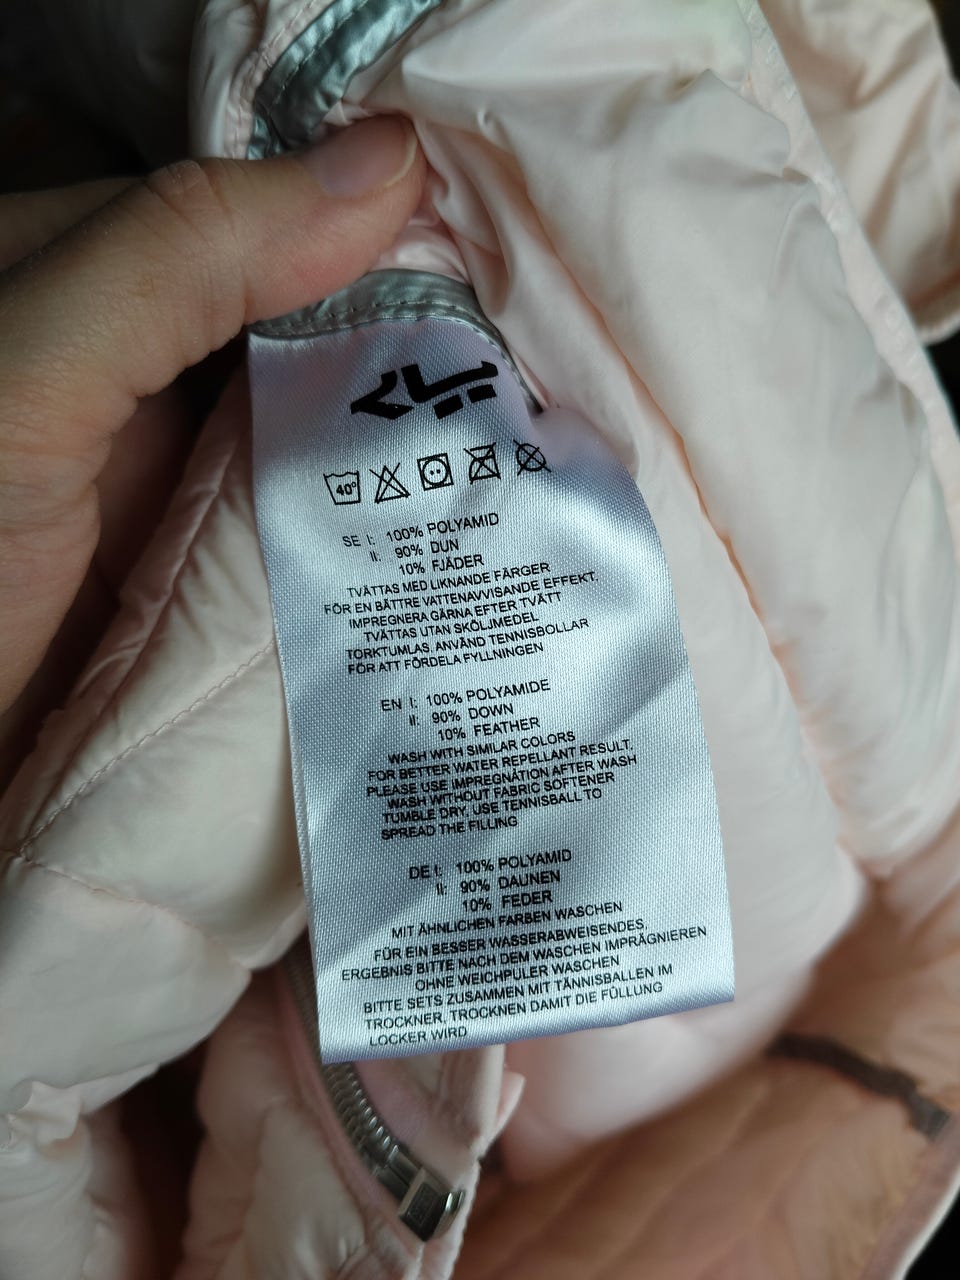 40°
SE I: 100% POLYAMID
II: 90% DUN
10% FJÄDER
TVÄTTAS MED LIKNANDE FÄRGER
FÖR EN BÄTTRE VATTENAVVISANDE EFFEKT,
IMPREGNERA GÄRNA EFTER TVÄTT
TVÄTTAS UTAN SKÖLJMEDEL
TORKTUMLAS, ANVÄND TENNISBOLLAR
FÖR ATT FÖRDELA FYLLNINGEN
EN I: 100% POLYAMIDE
II: 90% DOWN
10% FEATHER
WASH WITH SIMILAR COLORS
FOR BETTER WATER REPELLANT RESULT,
PLEASE USE IMPREGNATION AFTER WASH
WASH WITHOUT FABRIC SOFTENER
TUMBLE DRY, USE TENNISBALL TO
SPREAD THE FILLING
DE I: 100% POLYAMID
II: 90% DAUNEN
10% FEDER
MIT ÄHNLICHEN FARBEN WASCHEN
FÜR EIN BESSER WASSERABWEISENDES
ERGEBNIS BITTE NACH DEM WASCHEN IMPRÄGNIEREN
OHNE WEICHPULER WASCHEN
BITTE SETS ZUSAMMEN MIT TÄNNISBALLEN IM
TROCKNER, TROCKNEN DAMIT DIE FÜLLUNG
LOCKER WIRD